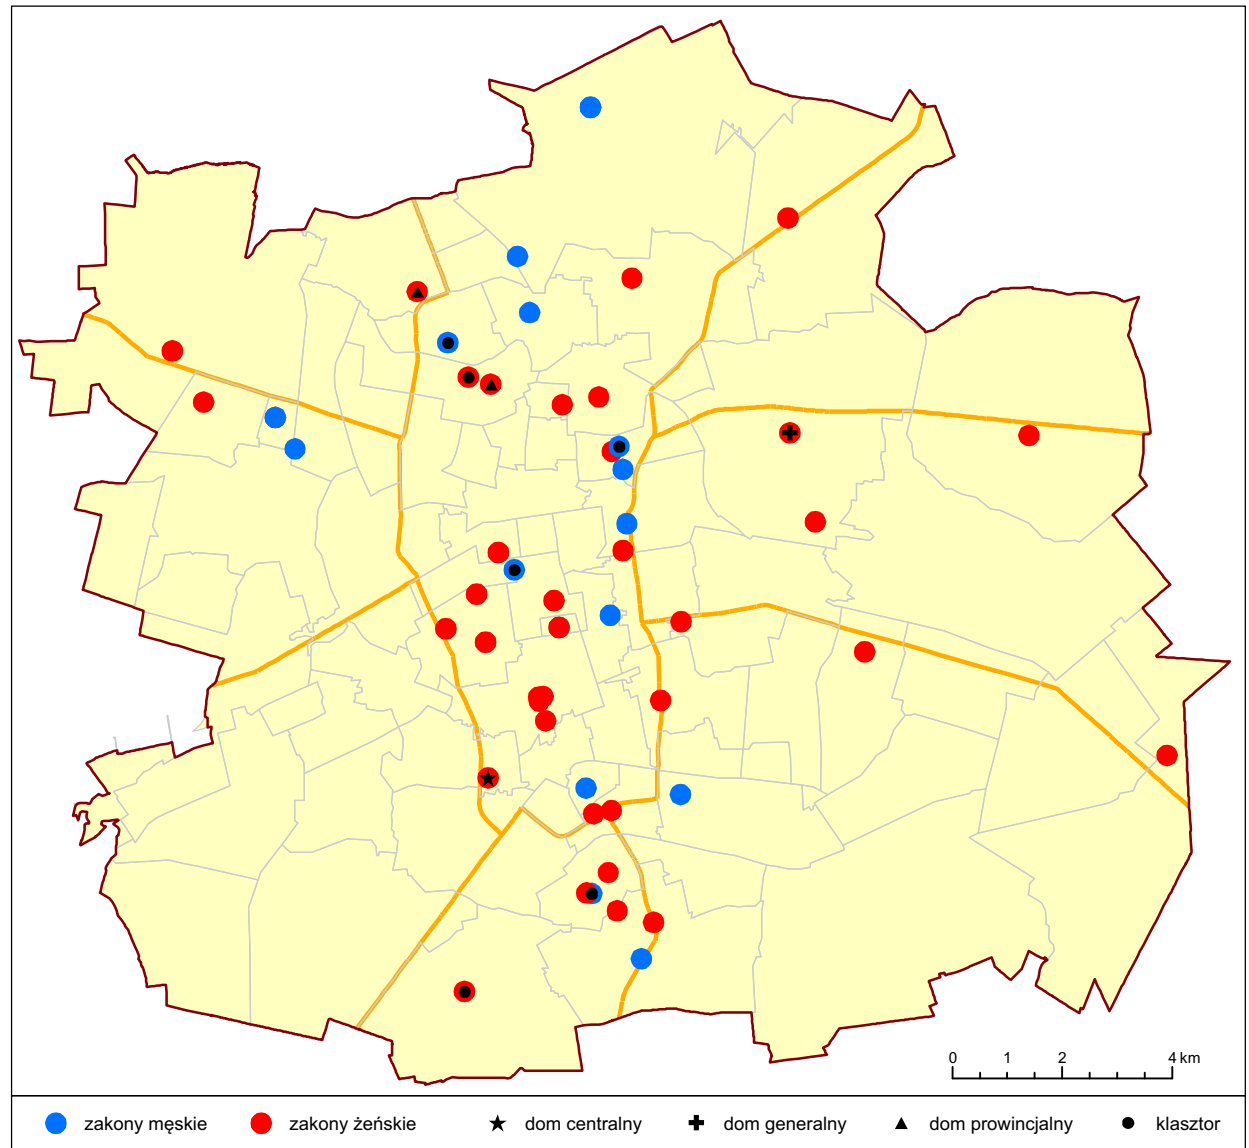 0 1 2 4 km
zakony męskie zakony żeńskie dom centralny dom generalny dom prowincjalny klasztor